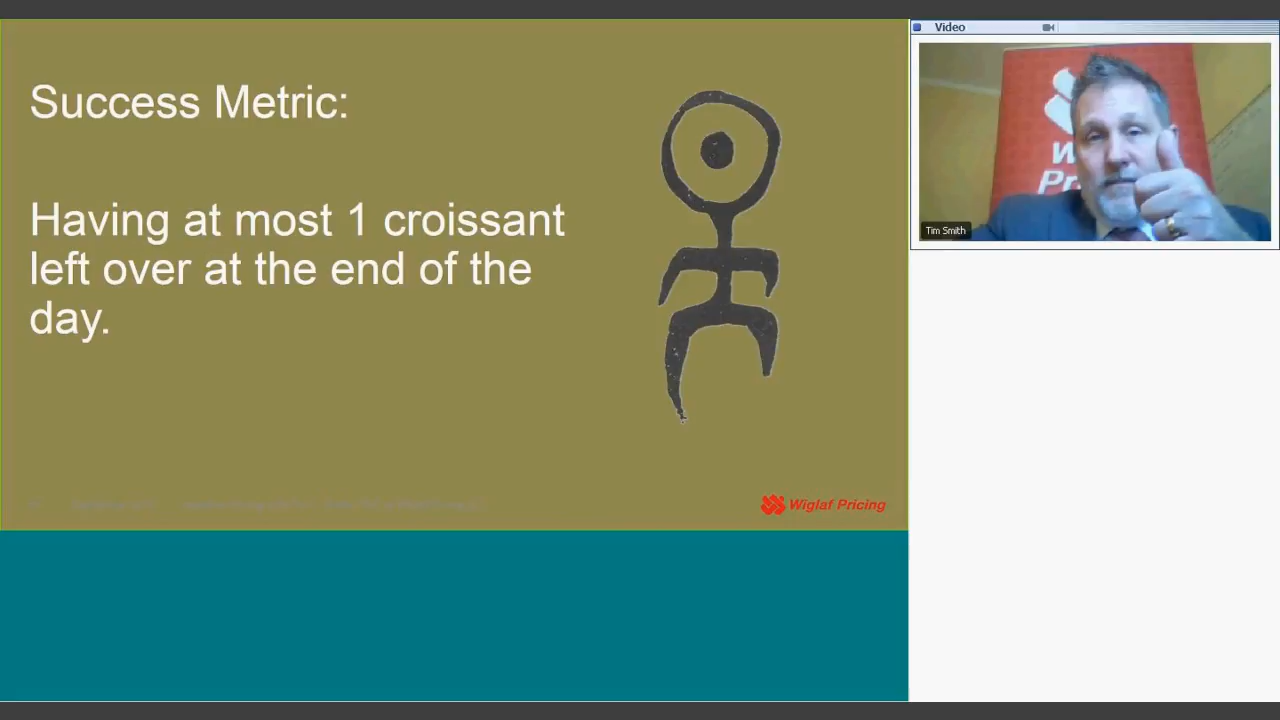 Video
Success Metric:
Having at most 1 croissant
left over at the end of the
day.
W
Pr
Tim Smith
Wiglaf Pricing